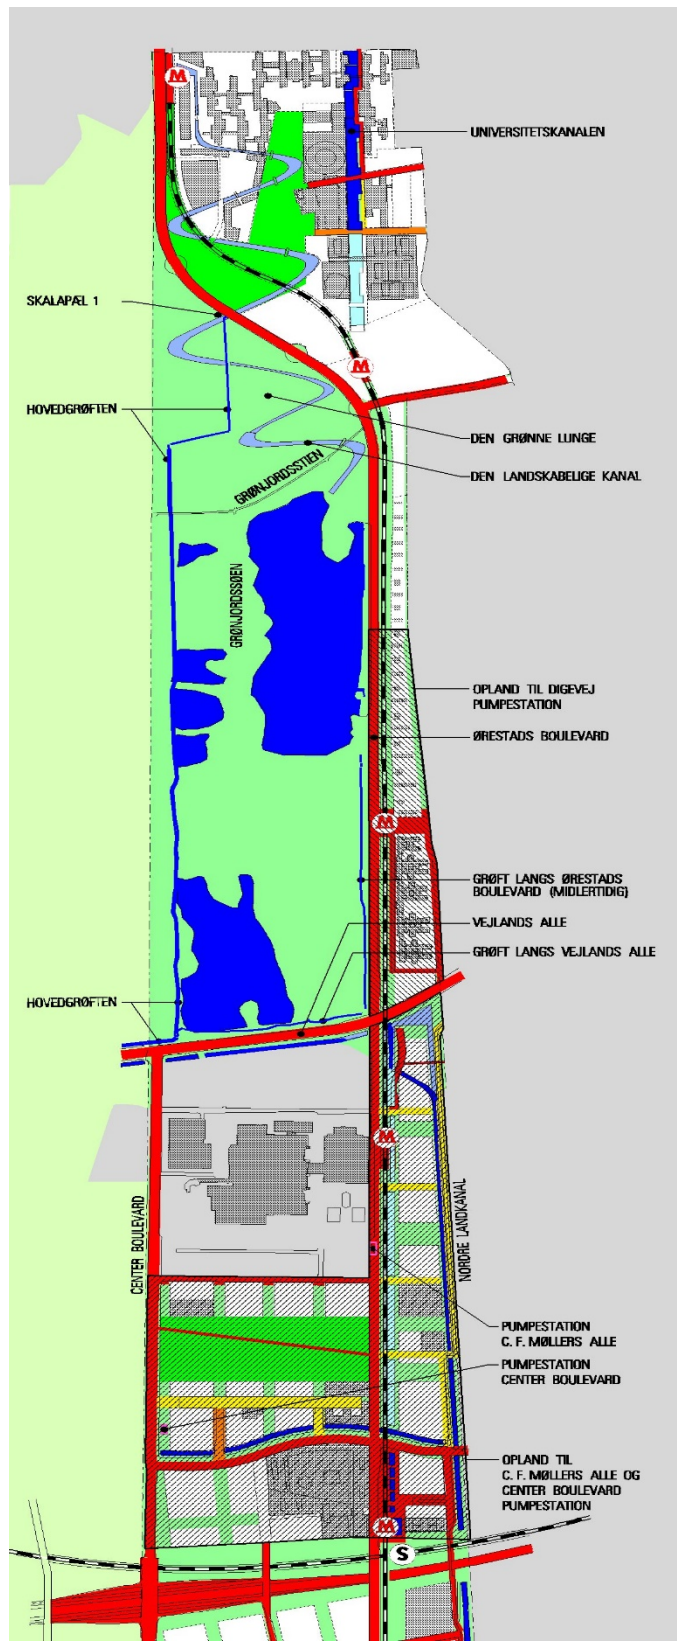 M
UNIVERSITETSKANALEN
SKALAPÆL 1
M
HOVEDGRØFTEN
DEN GRØNNE LUNGE
DEN LANDSKABELIGE KANAL
GRØNJORDSSTIEN
GRØNJORDSSØEN
OPLAND TIL DIGEVEJ
PUMPESTATION
ØRESTADS BOULEVARD
M
GRØFT LANGS ØRESTADS
BOULEVARD (MIDLERTIDIG)
VEJLANDS ALLE
GRØFT LANGS VEJLANDS ALLE
HOVEDGRØFTEN
M
CENTER BOULEVARD
NORDRE LANDKANAL
PUMPESTATION
C. F. MØLLERS ALLE
PUMPESTATION
CENTER BOULEVARD
OPLAND TIL
C. F. MØLLERS ALLE OG
CENTER BOULEVARD
PUMPESTATION
M
S